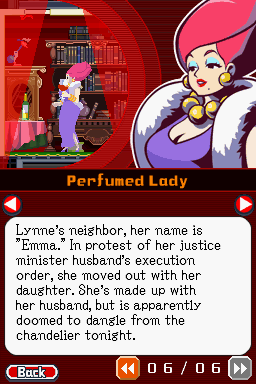 Perfumed Lady
Lynne's neighbor, her name is
"Emma." In protest of her justice
minister husband's execution
order, she moved out with her
daughter. She's made up with
her husband, but is apparently
doomed to dangle from the
chandelier tonight.
Back
06/06